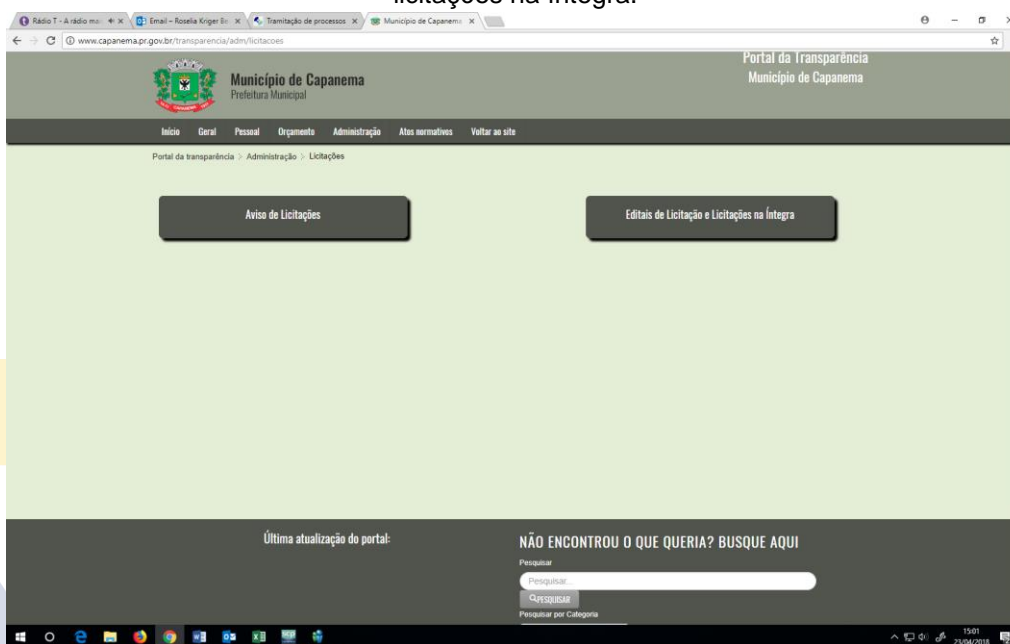 licitações na íntegra.
Rádio T - A rádio ma
Email – Roselia Kriger Be
Tramitação de processos
Município de Capanema
www.capanema.pr.gov.br/transparencia/adm/licitacoes
Portal da Transparência
Município de Capanema
Município de Capanema
Prefeitura Municipal
Início Geral Pessoal Orçamento Administração Atos normativos Voltar ao site
Portal da transparência > Administração > Licitações
Aviso de Licitações
Editais de Licitação e Licitações na Íntegra
Última atualização do portal:
NÃO ENCONTROU O QUE QUERIA? BUSQUE AQUI
Pesquisar
Pesquisar...
PESQUISAR
Pesquisar por Categoria
15:01
23/04/2018